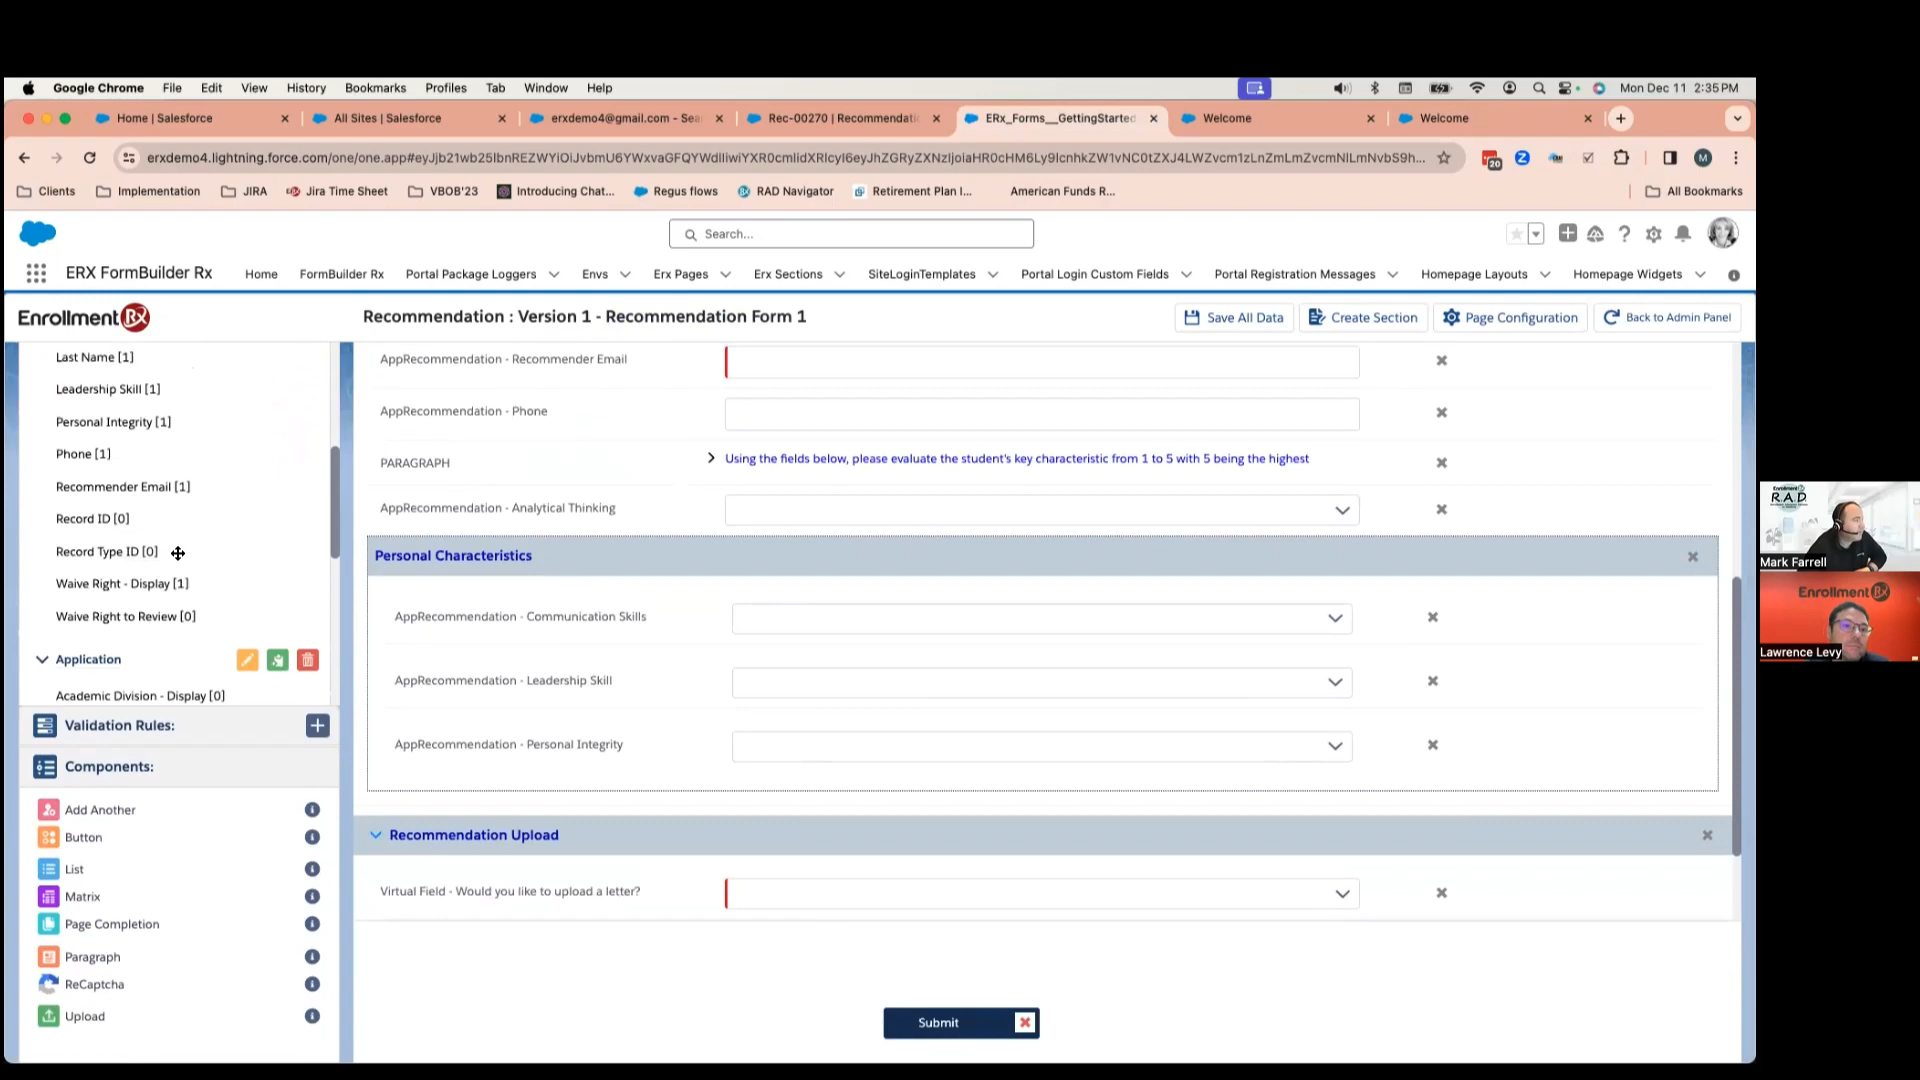 Google Chrome File Edit View History Bookmarks Profiles Tab Window Help Mon Dec 11 2:35 PM
Home | Salesforce All Sites | Salesforce erxdemo4@gmail.com - Sea Rec-00270 | Recommendati ERx_Forms__GettingStarted Welcome Welcome
20
Clients Implementation JIRA Jira Time Sheet VBOB'23 Introducing Chat... Regus flows RAD Navigator Retirement Plan I... American Funds R... All Bookmarks
Search...
ERX FormBuilder Rx Home FormBuilder Rx Portal Package Loggers Envs Erx Pages Erx Sections SiteLoginTemplates Portal Login Custom Fields Portal Registration Messages Homepage Layouts Homepage Widgets
Enrollment Rx Recommendation : Version 1 - Recommendation Form 1 Save All Data Create Section Page Configuration Back to Admin Panel
Last Name [1]
Leadership Skill [1]
Personal Integrity [1]
Phone [1]
Recommender Email [1]
Record ID [0]
Record Type ID [0]
Waive Right - Display [1]
Waive Right to Review [0]
Application
Academic Division - Display [0]
Validation Rules:
Components:
Add Another
Button
List
Matrix
Page Completion
Paragraph
ReCaptcha
Upload
AppRecommendation - Recommender Email
AppRecommendation - Phone
PARAGRAPH Using the fields below, please evaluate the student's key characteristic from 1 to 5 with 5 being the highest
AppRecommendation - Analytical Thinking
Personal Characteristics
AppRecommendation - Communication Skills
AppRecommendation - Leadership Skill
AppRecommendation - Personal Integrity
Recommendation Upload
Virtual Field - Would you like to upload a letter?
Submit
Enrollment Rx
R.A.D
Mark Farrell
Enrollment Rx
Lawrence Levy